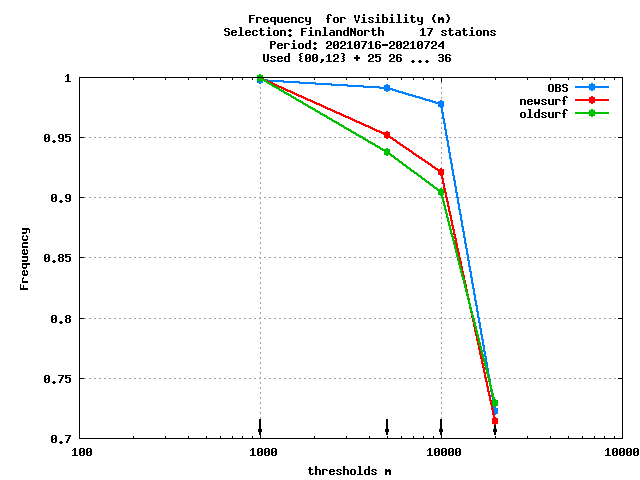 Frequency  for Visibility (m)
Selection: FinlandNorth     17 stations
Period: 20210716-20210724
Used {00,12} + 25 26 ... 36
OBS
newsurf
oldsurf
1
0.95
0.9
0.85
0.8
0.75
0.7
Frequency
100
1000
10000
10000
thresholds m